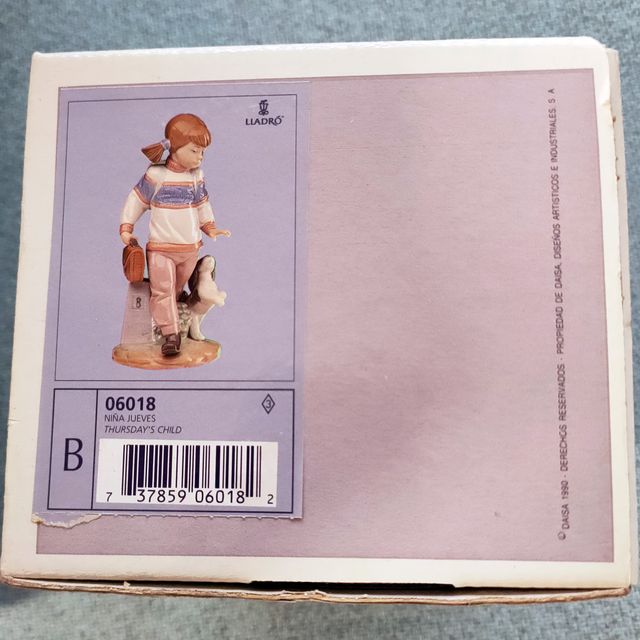 LLADRÓ
8
06018
3
NIÑA JUEVES
THURSDAY'S CHILD
B
7 37859 06018 2
© DAISA 1990 - DERECHOS RESERVADOS - PROPIEDAD DE DAISA, DISEÑOS ARTISTICOS E INDUSTRIALES. S A